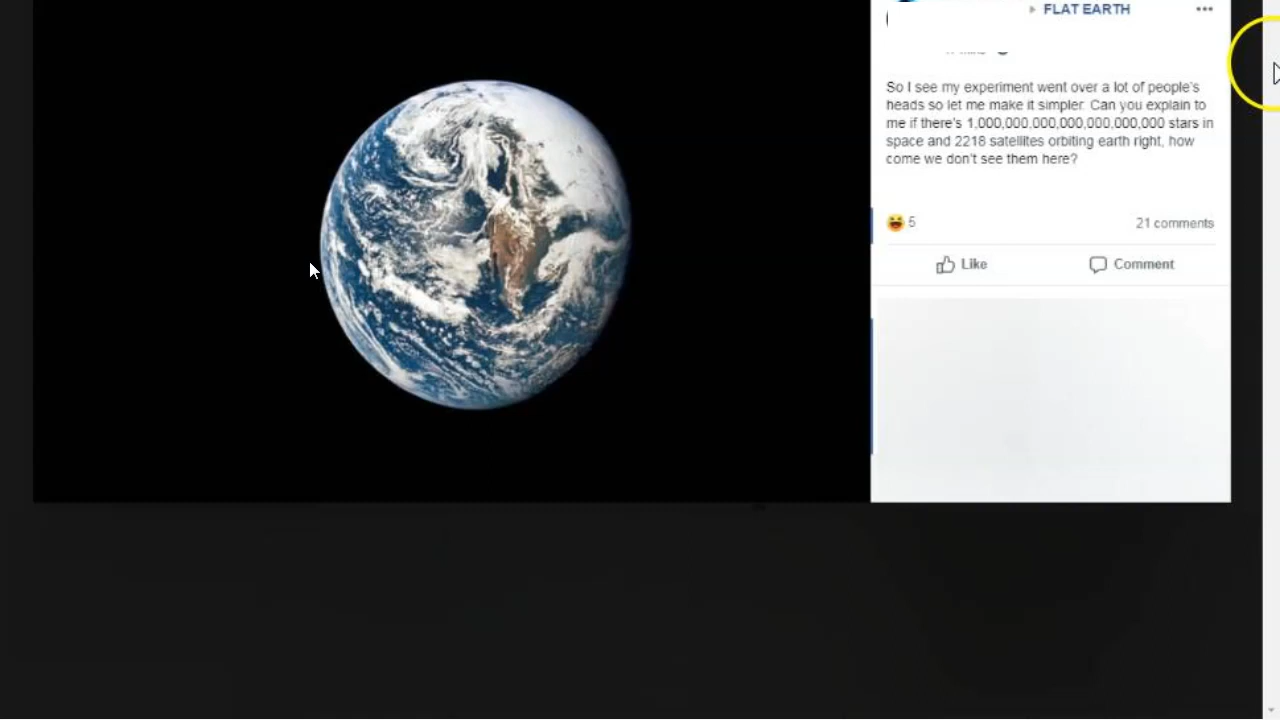 FLAT EARTH
So I see my experiment went over a lot of people's
heads so let me make it simpler. Can you explain to
me if there's 1,000,000,000,000,000,000,000 stars in
space and 2218 satellites orbiting earth right, how
come we don't see them here?
5
21 comments
Like
Comment